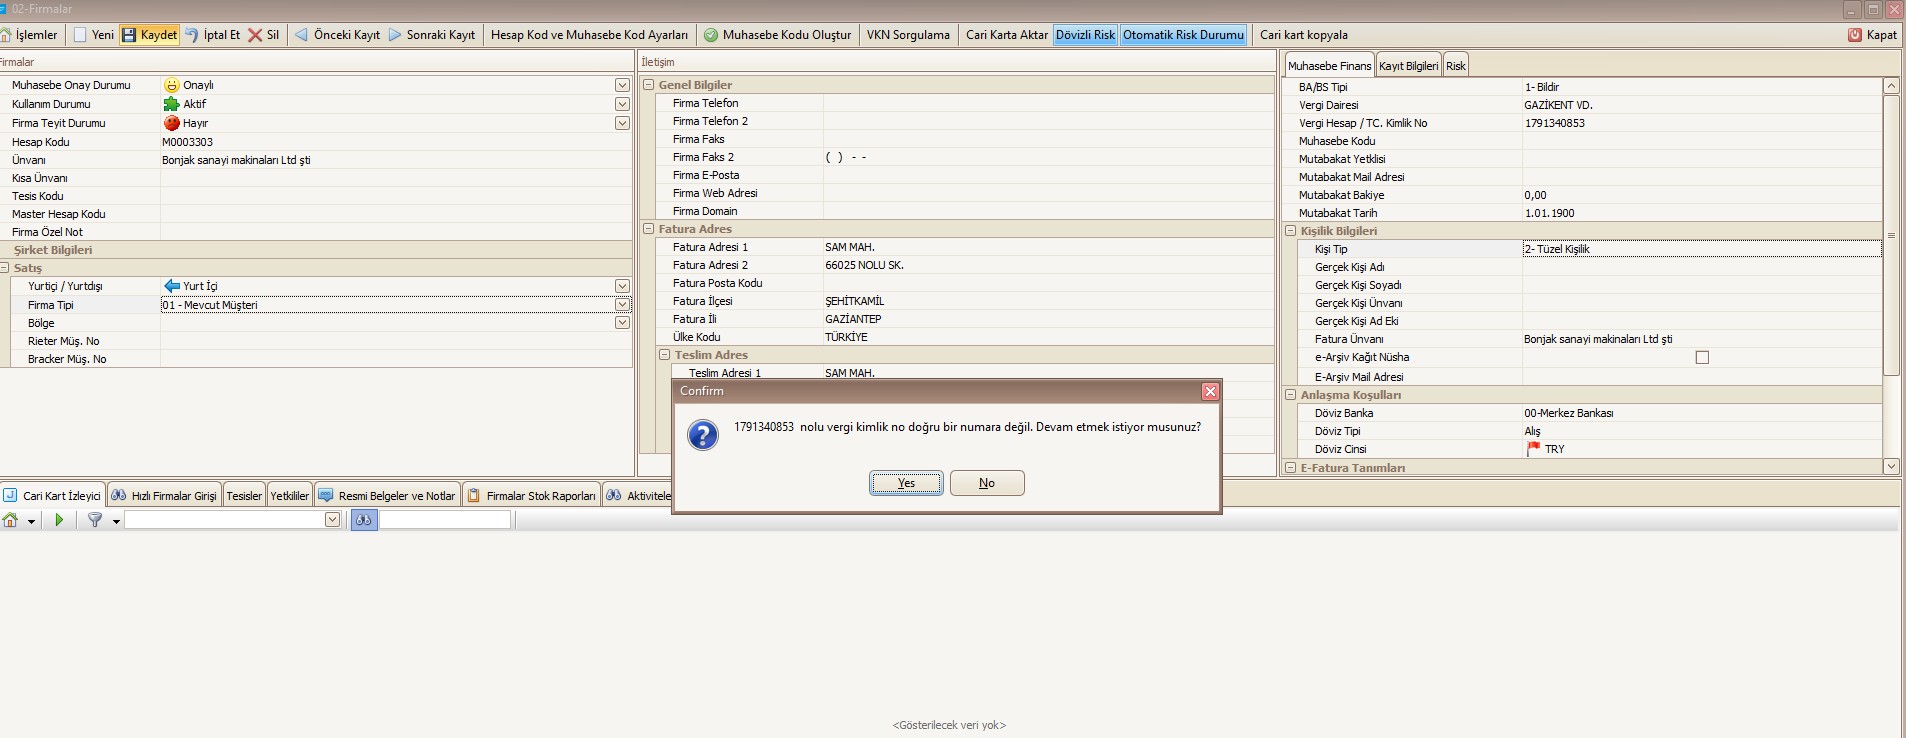 02-Firmalar
İşlemler Yeni Kaydet İptal Et Sil Önceki Kayıt Sonraki Kayıt Hesap Kod ve Muhasebe Kod Ayarları Muhasebe Kodu Oluştur VKN Sorgulama Cari Karta Aktar Dövizli Risk Otomatik Risk Durumu Cari kart kopyala Kapat
Muhasebe Onay Durumu Onaylı
Kullanım Durumu Aktif
Firma Teyit Durumu Hayır
Hesap Kodu M0003303
Ünvanı Bonjak sanayi makinaları Ltd şti
Kısa Ünvanı
Tesis Kodu
Master Hesap Kodu
Firma Özel Not
Şirket Bilgileri
Satış
Yurtiçi / Yurtdışı Yurt İçi
Firma Tipi 01 - Mevcut Müşteri
Bölge
Rieter Müş. No
Bracker Müş. No
İletişim
Genel Bilgiler
Firma Telefon
Firma Telefon 2
Firma Faks
Firma Faks 2 ( ) - -
Firma E-Posta
Firma Web Adresi
Firma Domain
Fatura Adres
Fatura Adresi 1 SAM MAH.
Fatura Adresi 2 66025 NOLU SK.
Fatura Posta Kodu
Fatura İlçesi ŞEHİTKAMİL
Fatura İli GAZİANTEP
Ülke Kodu TÜRKİYE
Teslim Adres
Teslim Adresi 1 SAM MAH.
Muhasebe Finans Kayıt Bilgileri Risk
BA/BS Tipi 1- Bildir
Vergi Dairesi GAZİKENT VD.
Vergi Hesap / TC. Kimlik No 1791340853
Muhasebe Kodu
Mutabakat Yetklisi
Mutabakat Mail Adresi
Mutabakat Bakiye 0,00
Mutabakat Tarih 1.01.1900
Kişilik Bilgileri
Kişi Tip 2- Tüzel Kişilik
Gerçek Kişi Adı
Gerçek Kişi Soyadı
Gerçek Kişi Ünvanı
Gerçek Kişi Ad Eki
Fatura Ünvanı Bonjak sanayi makinaları Ltd şti
e-Arşiv Kağıt Nüsha
E-Arşiv Mail Adresi
Anlaşma Koşulları
Döviz Banka 00-Merkez Bankası
Döviz Tipi Alış
Döviz Cinsi TRY
E-Fatura Tanımları
Confirm
1791340853 nolu vergi kimlik no doğru bir numara değil. Devam etmek istiyor musunuz?
Yes No
Cari Kart İzleyici Hızlı Firmalar Girişi Tesisler Yetkililer Resmi Belgeler ve Notlar Firmalar Stok Raporları
<Gösterilecek veri yok>